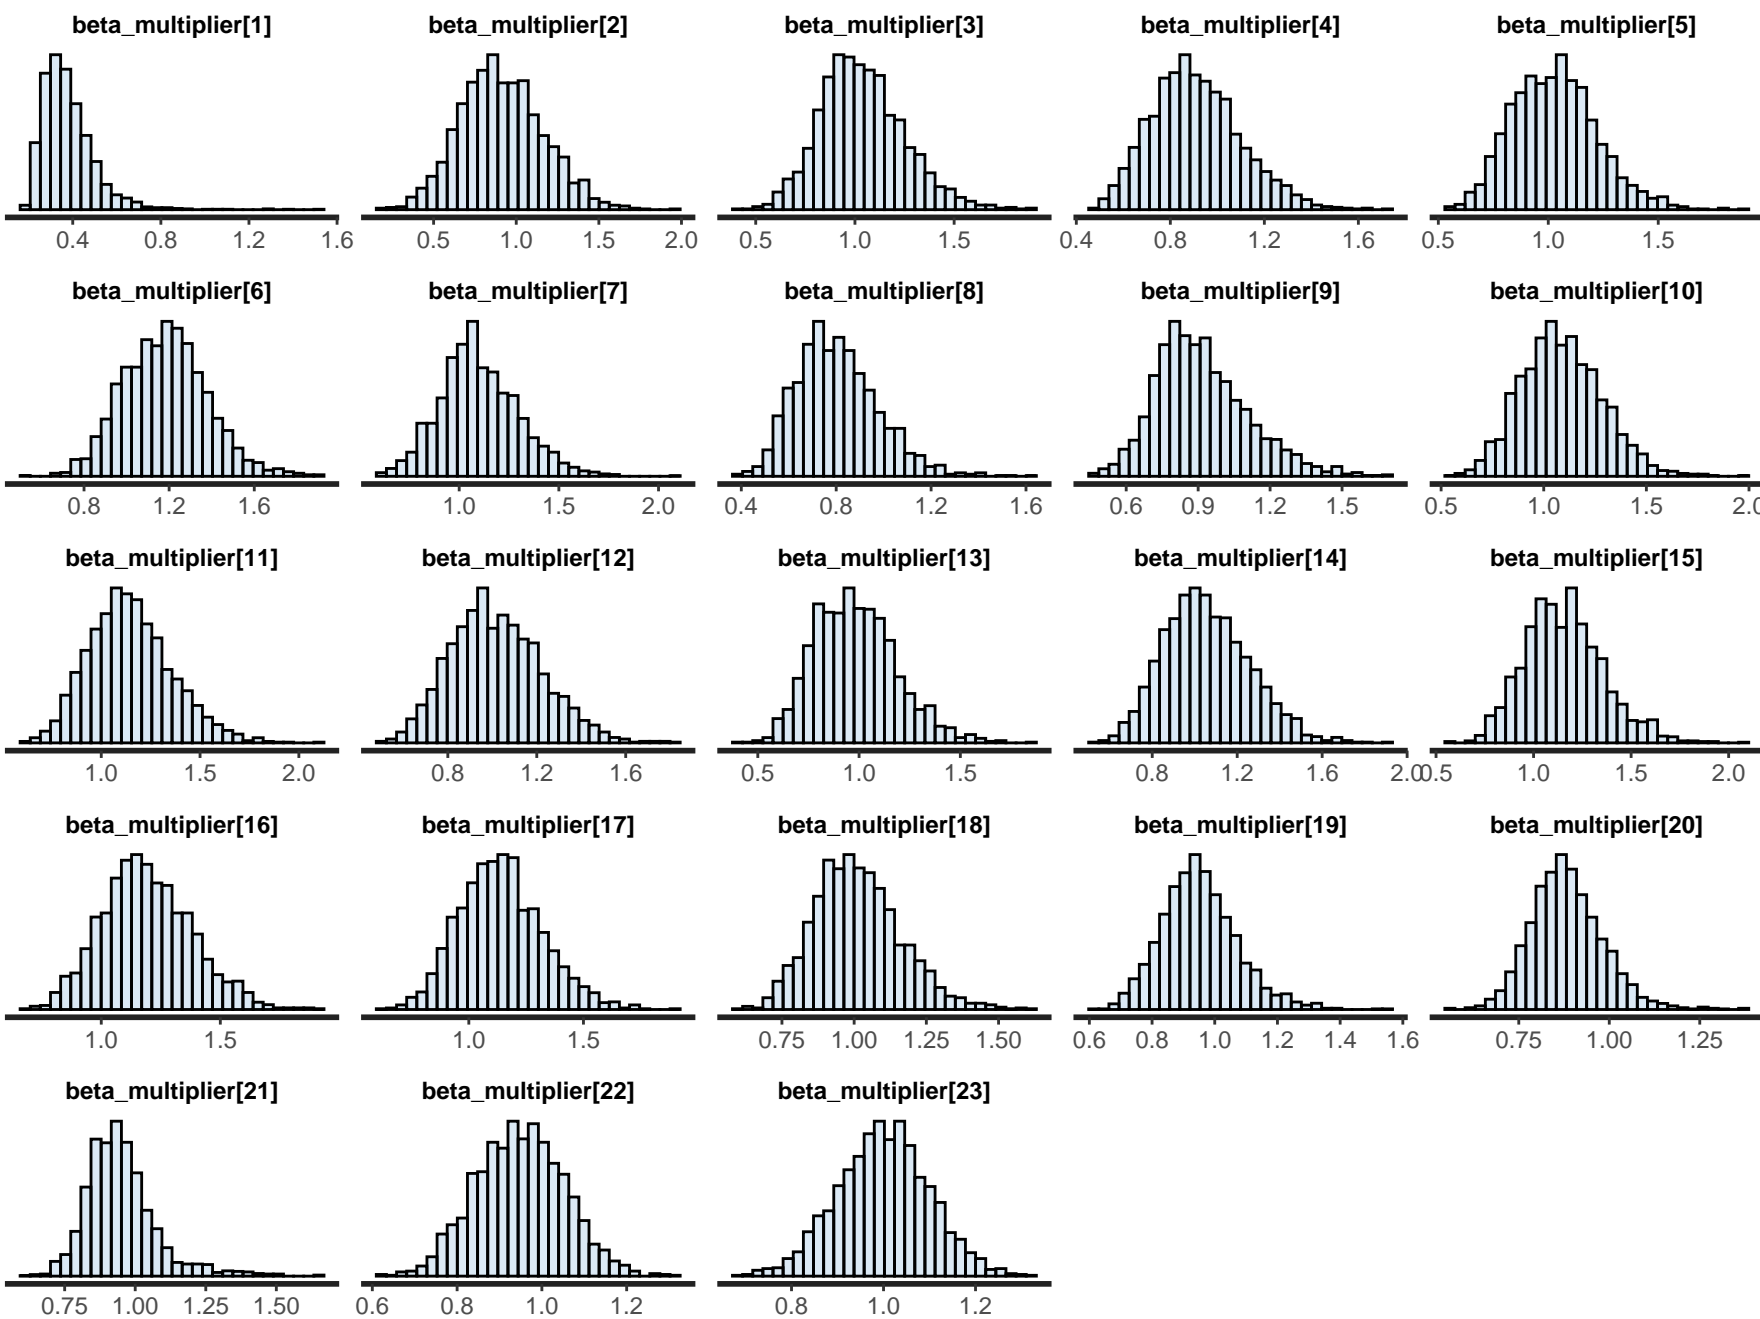 beta_multiplier[1] beta_multiplier[2] beta_multiplier[3] beta_multiplier[4] beta_multiplier[5]
0.4 0.8 1.2 1.6 0.5 1.0 1.5 2.0 0.5 1.0 1.5 0.4 0.8 1.2 1.6 0.5 1.0 1.5
beta_multiplier[6] beta_multiplier[7] beta_multiplier[8] beta_multiplier[9] beta_multiplier[10]
0.8 1.2 1.6 1.0 1.5 2.0 0.4 0.8 1.2 1.6 0.6 0.9 1.2 1.5 0.5 1.0 1.5 2.0
beta_multiplier[11] beta_multiplier[12] beta_multiplier[13] beta_multiplier[14] beta_multiplier[15]
1.0 1.5 2.0 0.8 1.2 1.6 0.5 1.0 1.5 0.8 1.2 1.6 2.0 0.5 1.0 1.5 2.0
beta_multiplier[16] beta_multiplier[17] beta_multiplier[18] beta_multiplier[19] beta_multiplier[20]
1.0 1.5 1.0 1.5 0.75 1.00 1.25 1.50 0.6 0.8 1.0 1.2 1.4 1.6 0.75 1.00 1.25
beta_multiplier[21] beta_multiplier[22] beta_multiplier[23]
0.75 1.00 1.25 1.50 0.6 0.8 1.0 1.2 0.8 1.0 1.2